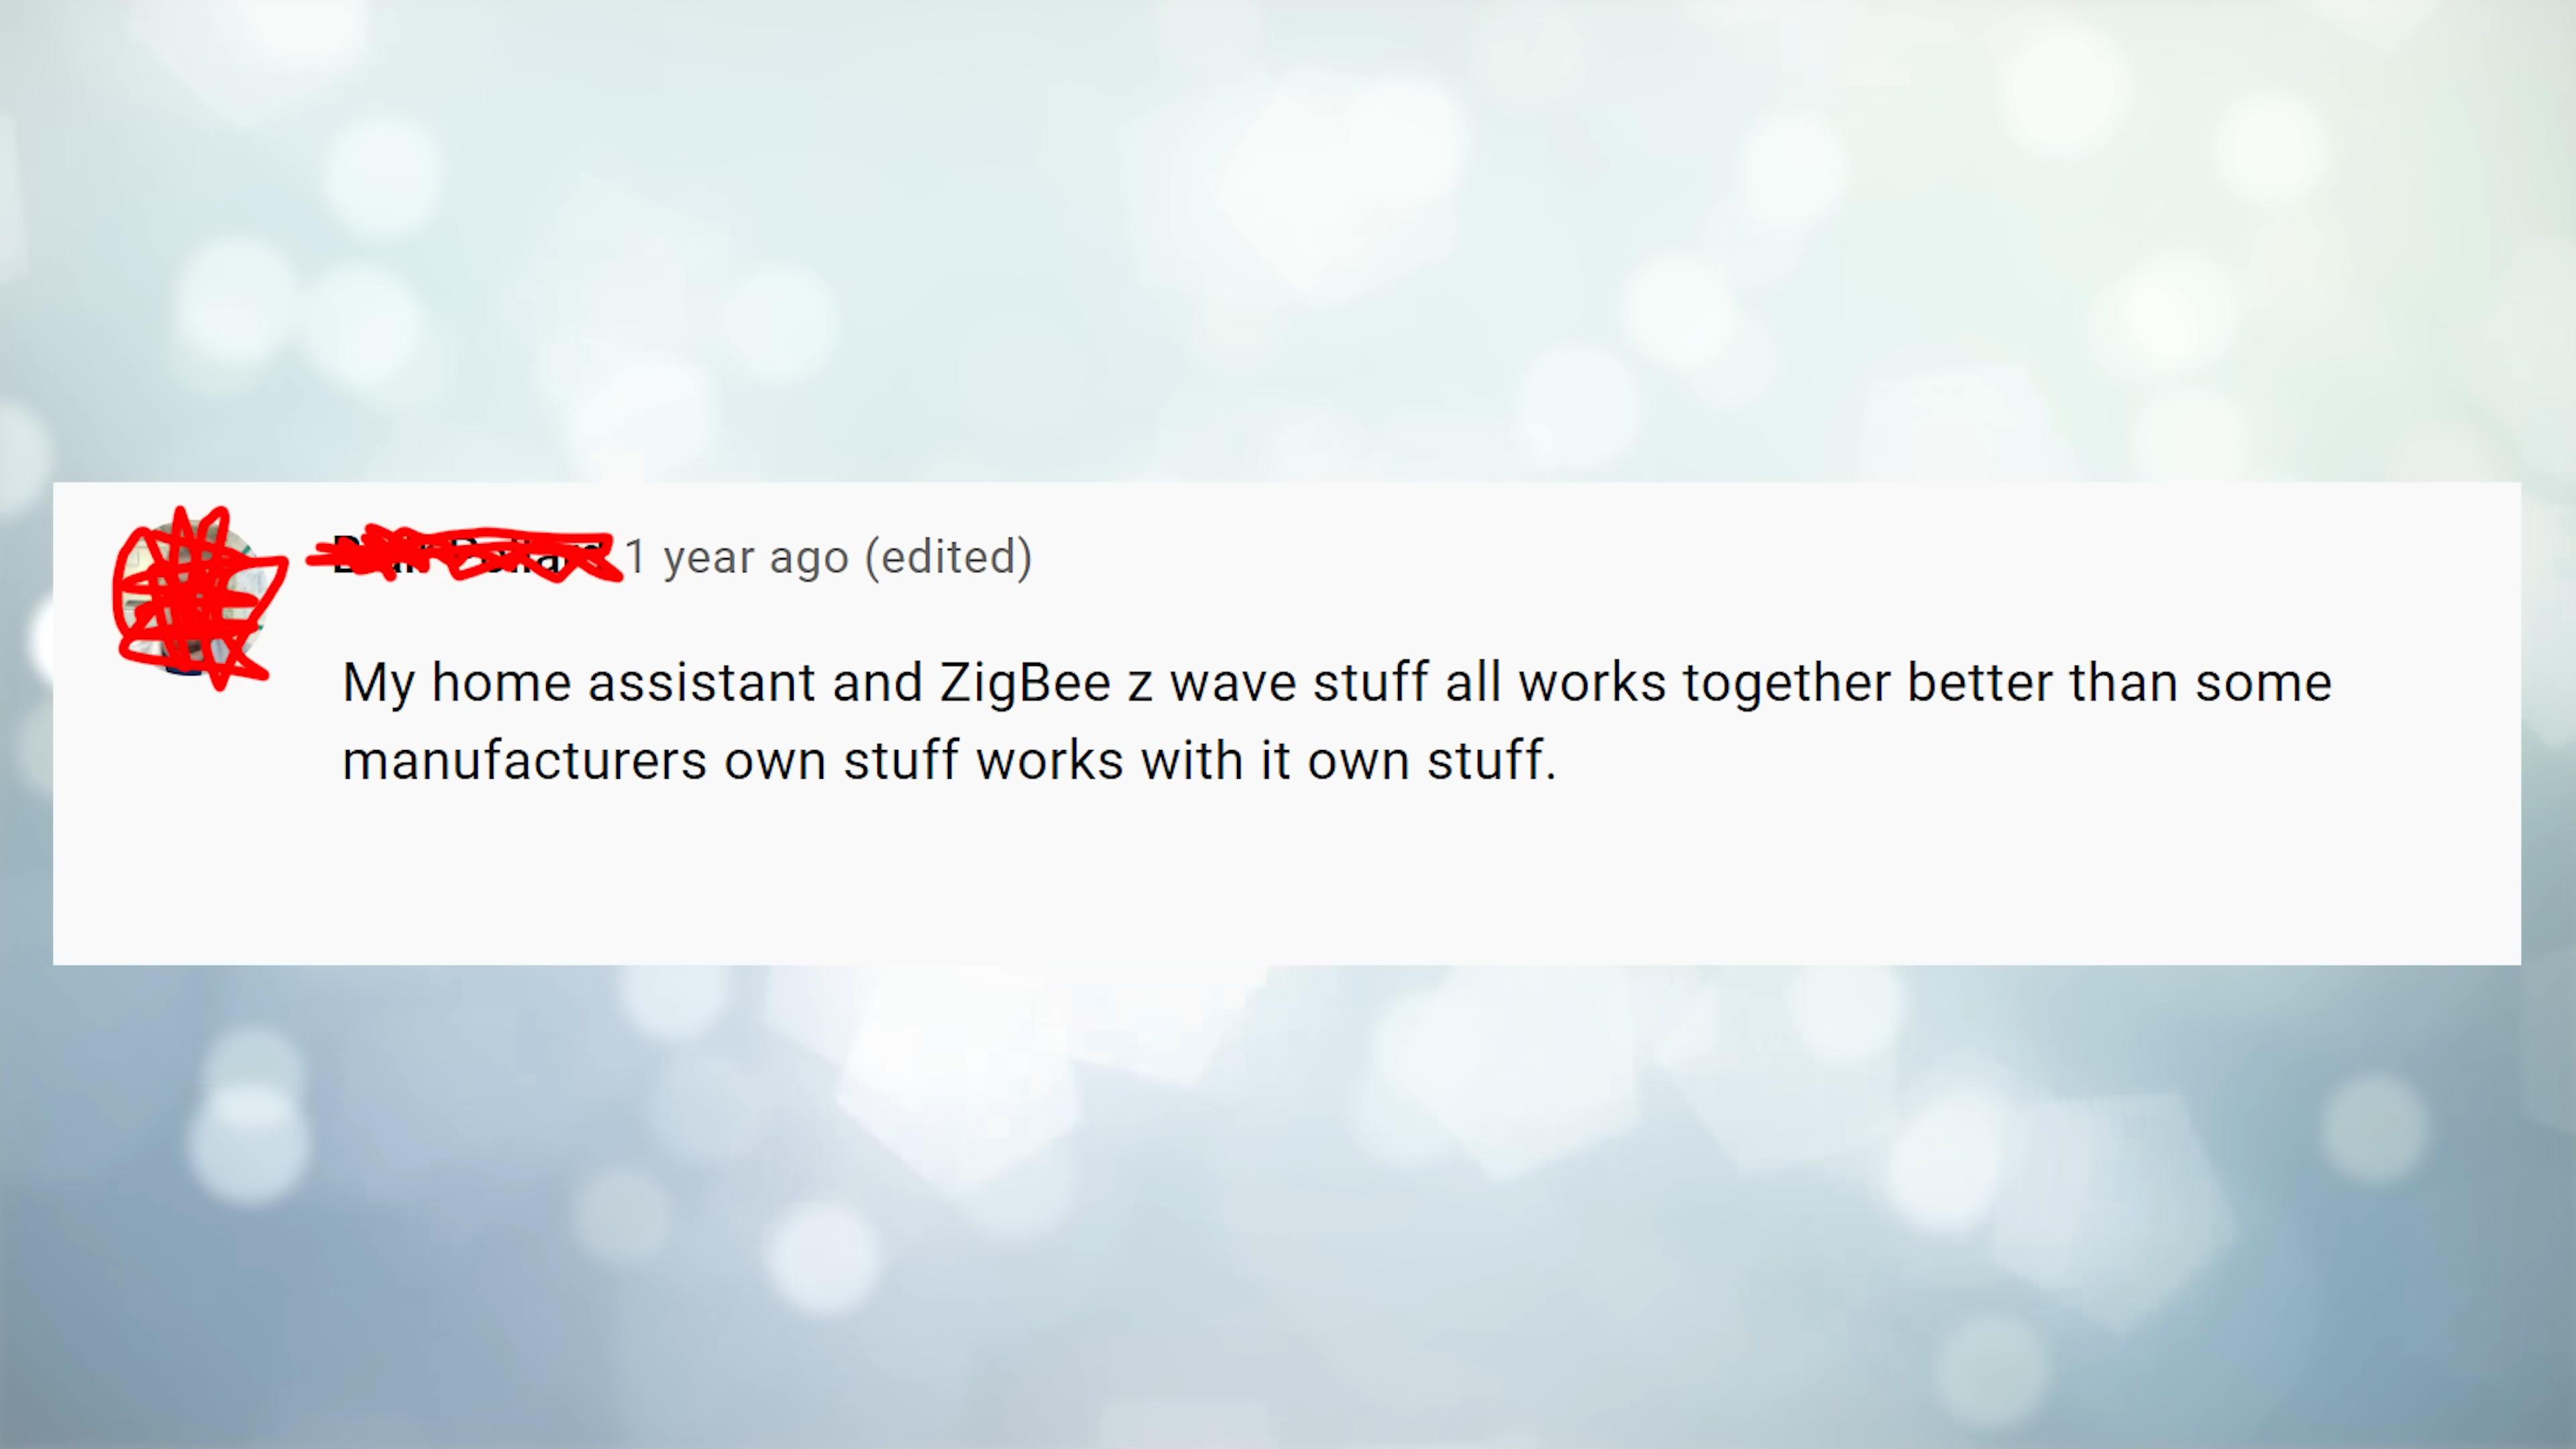 1 year ago (edited)
My home assistant and ZigBee z wave stuff all works together better than some
manufacturers own stuff works with it own stuff.